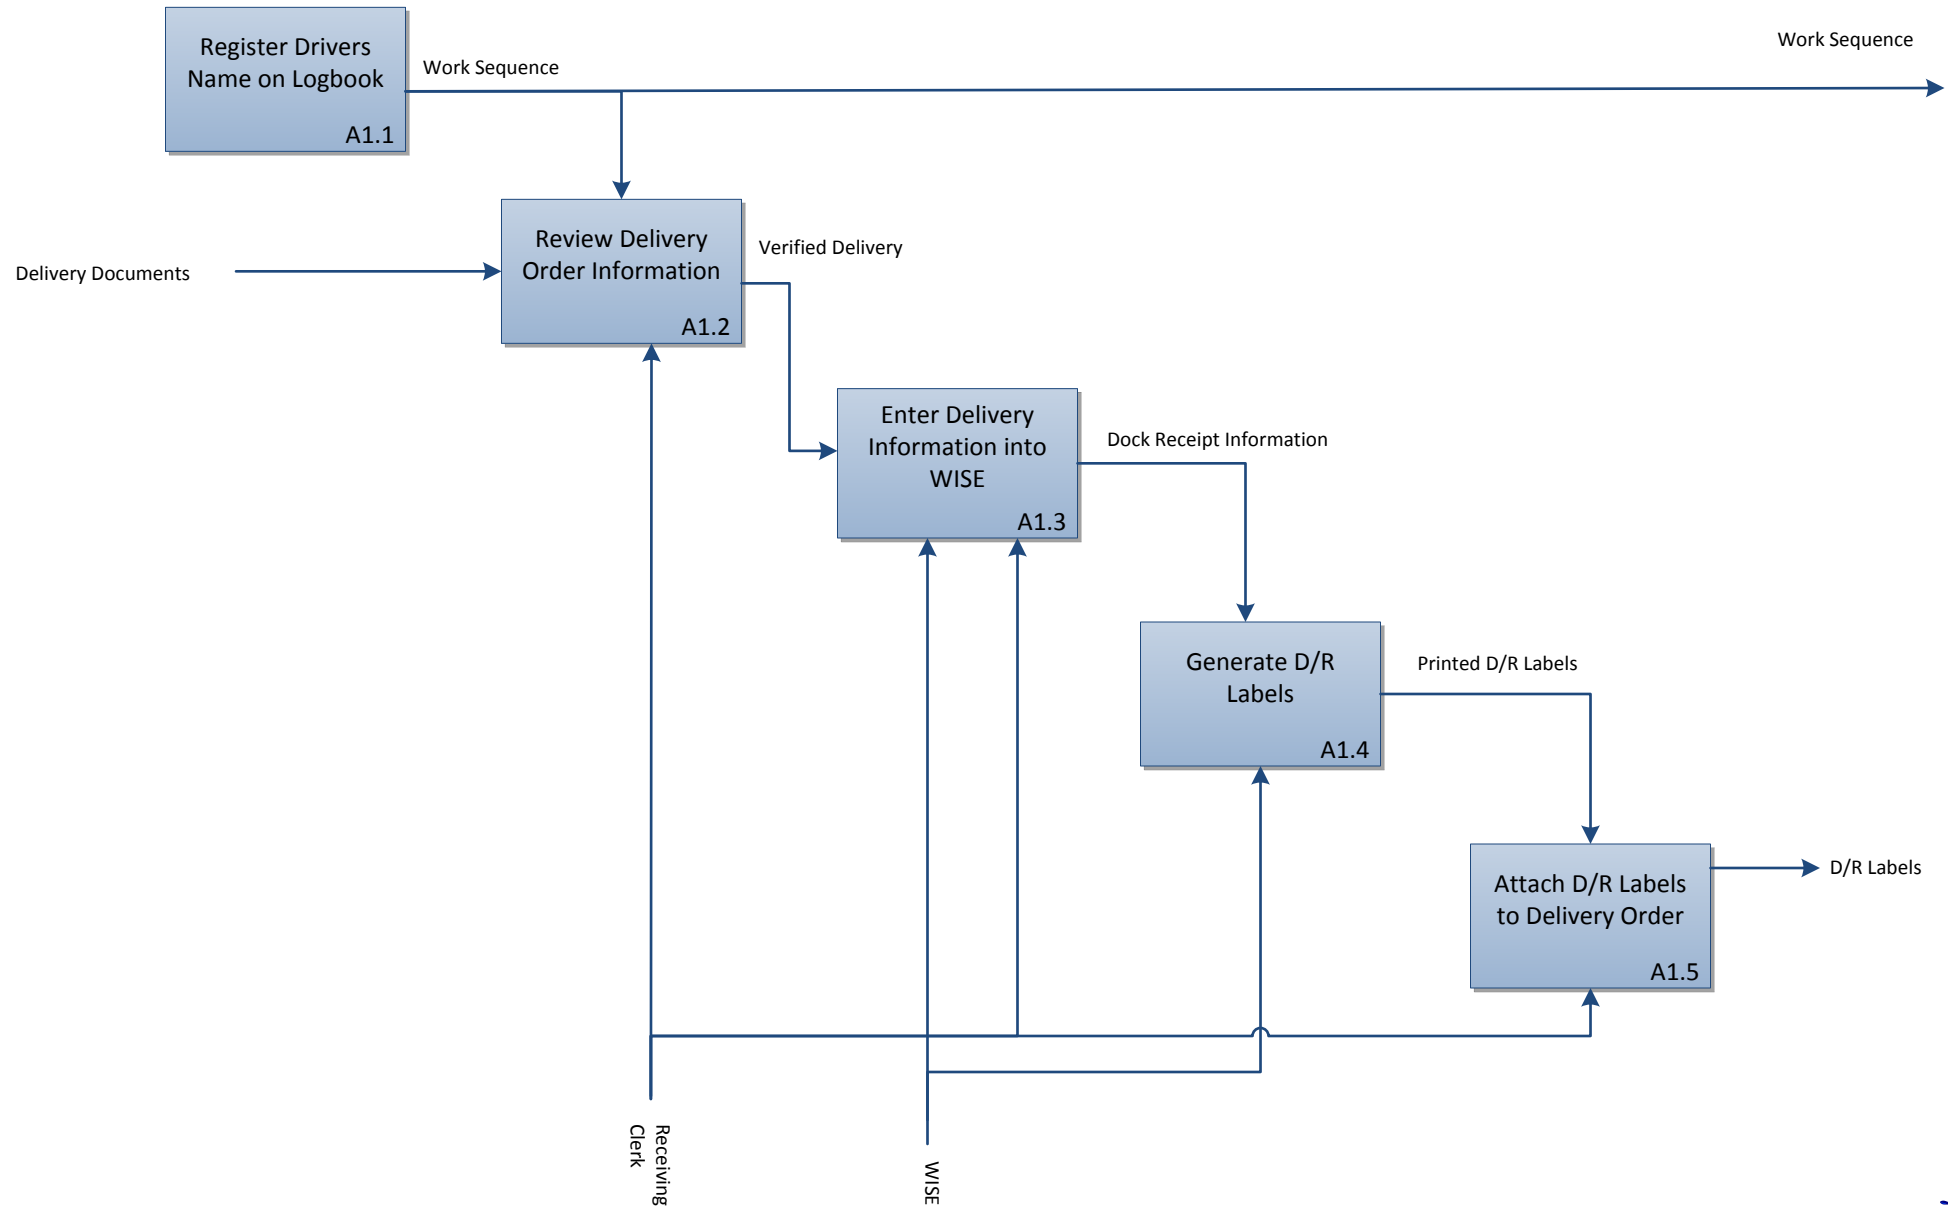 Register Drivers
Name on Logbook
A1.1
Work Sequence
Work Sequence
Review Delivery
Order Information
A1.2
Delivery Documents
Verified Delivery
Enter Delivery
Information into
WISE
A1.3
Dock Receipt Information
Generate D/R
Labels
A1.4
Printed D/R Labels
Attach D/R Labels
to Delivery Order
A1.5
D/R Labels
Receiving
Clerk
WISE